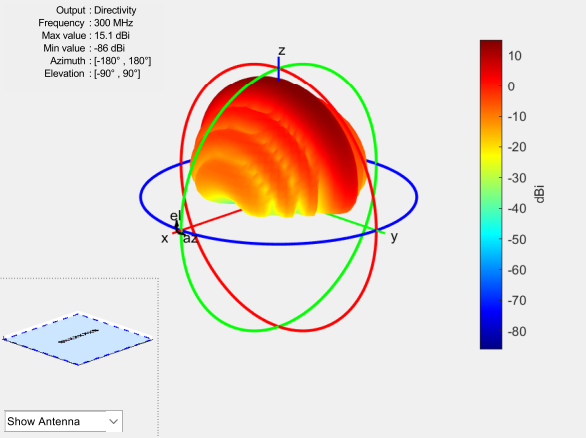 Output : Directivity
Frequency : 300 MHz
Max value : 15.1 dBi
Min value : -86 dBi
Azimuth : [-180° , 180°]
Elevation : [-90° , 90°]
z
el
x
az
y
10
0
-10
-20
-30
-40
-50
-60
-70
-80
dBi
Show Antenna